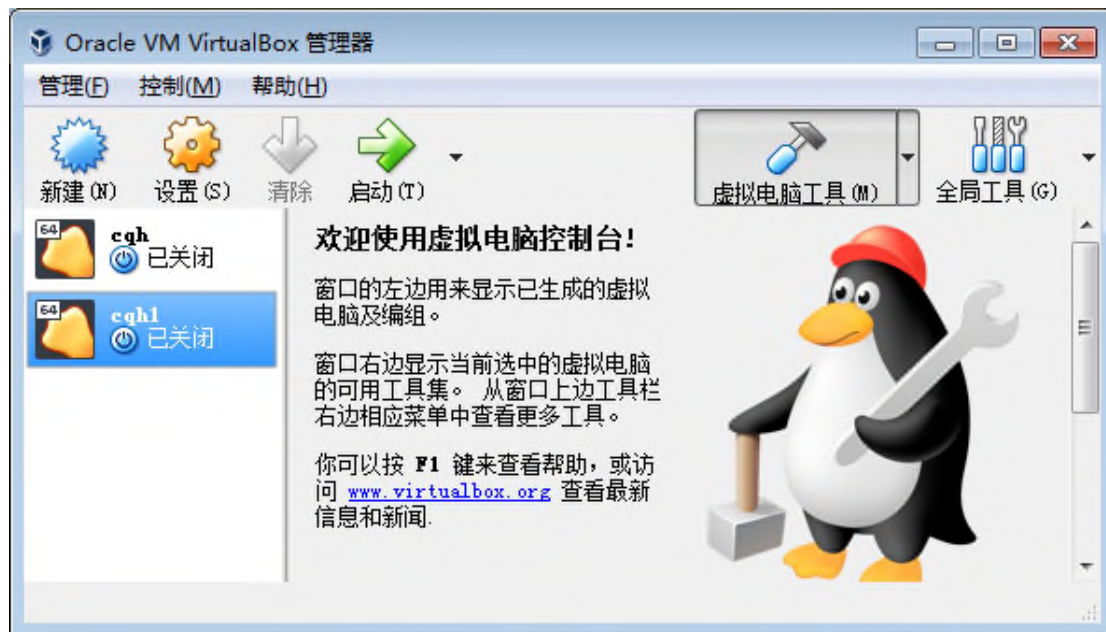 Oracle VM VirtualBox 管理器
管理(F) 控制(M) 帮助(H)
新建(N) 设置(S) 清除 启动(T) 虚拟电脑工具(M) 全局工具(G)
64 cqh
已关闭
64 cqh1
已关闭
欢迎使用虚拟电脑控制台!
窗口的左边用来显示已生成的虚拟
电脑及编组。
窗口右边显示当前选中的虚拟电脑
的可用工具集。 从窗口上边工具栏
右边相应菜单中查看更多工具。
你可以按 F1 键来查看帮助,或访
问 www.virtualbox.org 查看最新
信息和新闻.